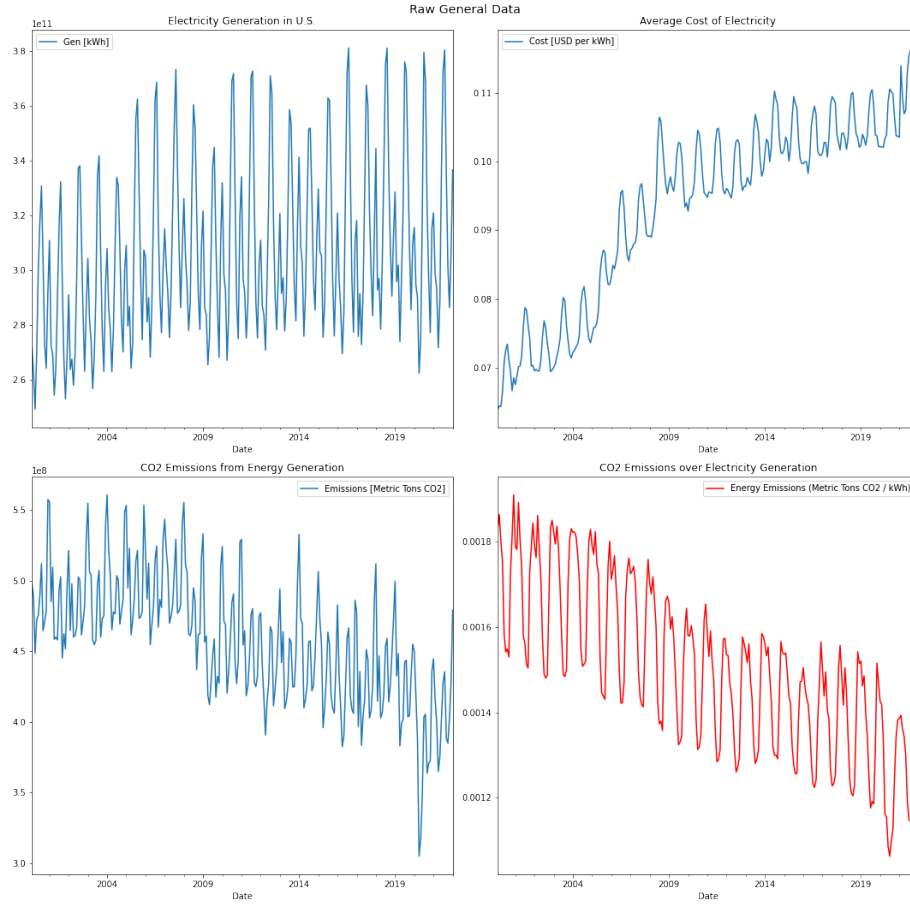 Raw General Data
Electricity Generation in U.S.
1e11
Gen [kWh]
3.8
3.6
3.4
3.2
3.0
2.8
2.6
2004
2009
2014
2019
Date
Average Cost of Electricity
Cost [USD per kWh]
0.11
0.10
0.09
0.08
0.07
2004
2009
2014
2019
Date
CO2 Emissions from Energy Generation
1e8
Emissions [Metric Tons CO2]
5.5
5.0
4.5
4.0
3.5
3.0
2004
2009
2014
2019
Date
CO2 Emissions over Electricity Generation
Energy Emissions (Metric Tons CO2 / kWh)
0.0018
0.0016
0.0014
0.0012
2004
2009
2014
2019
Date